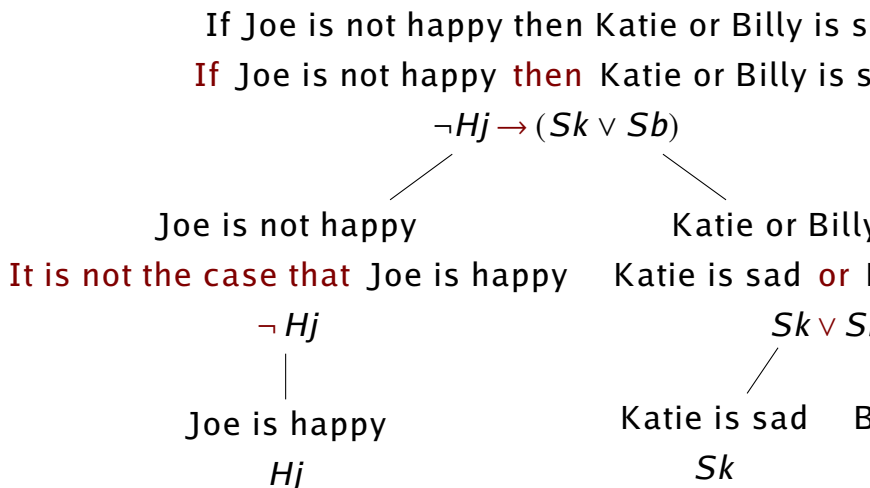 If Joe is not happy then Katie or Billy is s
If Joe is not happy then Katie or Billy is s
¬Hj → (Sk ∨ Sb)
Joe is not happy Katie or Billy
It is not the case that Joe is happy Katie is sad or
¬ Hj Sk ∨ S
Joe is happy Katie is sad B
Hj Sk